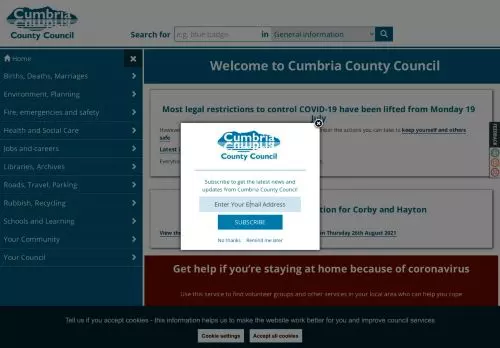 Cumbria
County Council
Search for
e.g. blue badge
in
General information
Home
Births, Deaths, Marriages
Environment, Planning
Fire, emergencies and safety
Health and Social Care
Jobs and careers
Libraries, Archives
Roads, Travel, Parking
Rubbish, Recycling
Schools and Learning
Your Community
Your Council
Welcome to Cumbria County Council
Most legal restrictions to control COVID-19 have been lifted from Monday 19
July
However
ber the actions you can take to keep yourself and others
safe
Latest
Everyo
Cumbria
County Council
Subscribe to get the latest news and
updates from Cumbria County Council
Enter Your Email Address
SUBSCRIBE
No thanks Remind me later
tion for Corby and Hayton
View the
on Thursday 26th August 2021
FEEDBACK
Get help if you're staying at home because of coronavirus
Use this service to find volunteer groups and other services in your local area who can help you cope
Tell us if you accept cookies - this information helps us to make the website work better for you and improve council services
Cookie settings
Accept all cookies